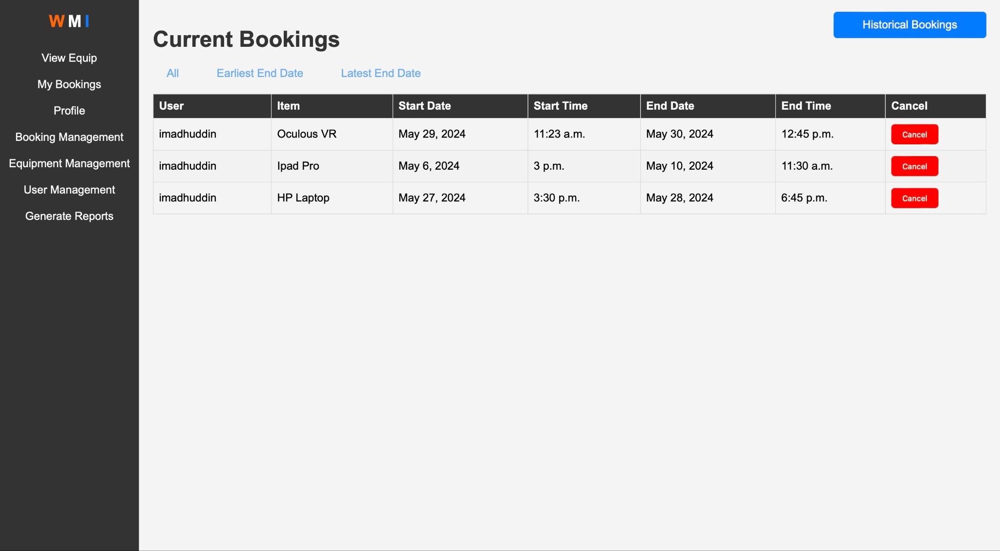 W M I
View Equip
My Bookings
Profile
Booking Management
Equipment Management
User Management
Generate Reports
Historical Bookings
Current Bookings
All Earliest End Date Latest End Date
User Item Start Date Start Time End Date End Time Cancel
imadhuddin Oculous VR May 29, 2024 11:23 a.m. May 30, 2024 12:45 p.m. Cancel
imadhuddin Ipad Pro May 6, 2024 3 p.m. May 10, 2024 11:30 a.m. Cancel
imadhuddin HP Laptop May 27, 2024 3:30 p.m. May 28, 2024 6:45 p.m. Cancel